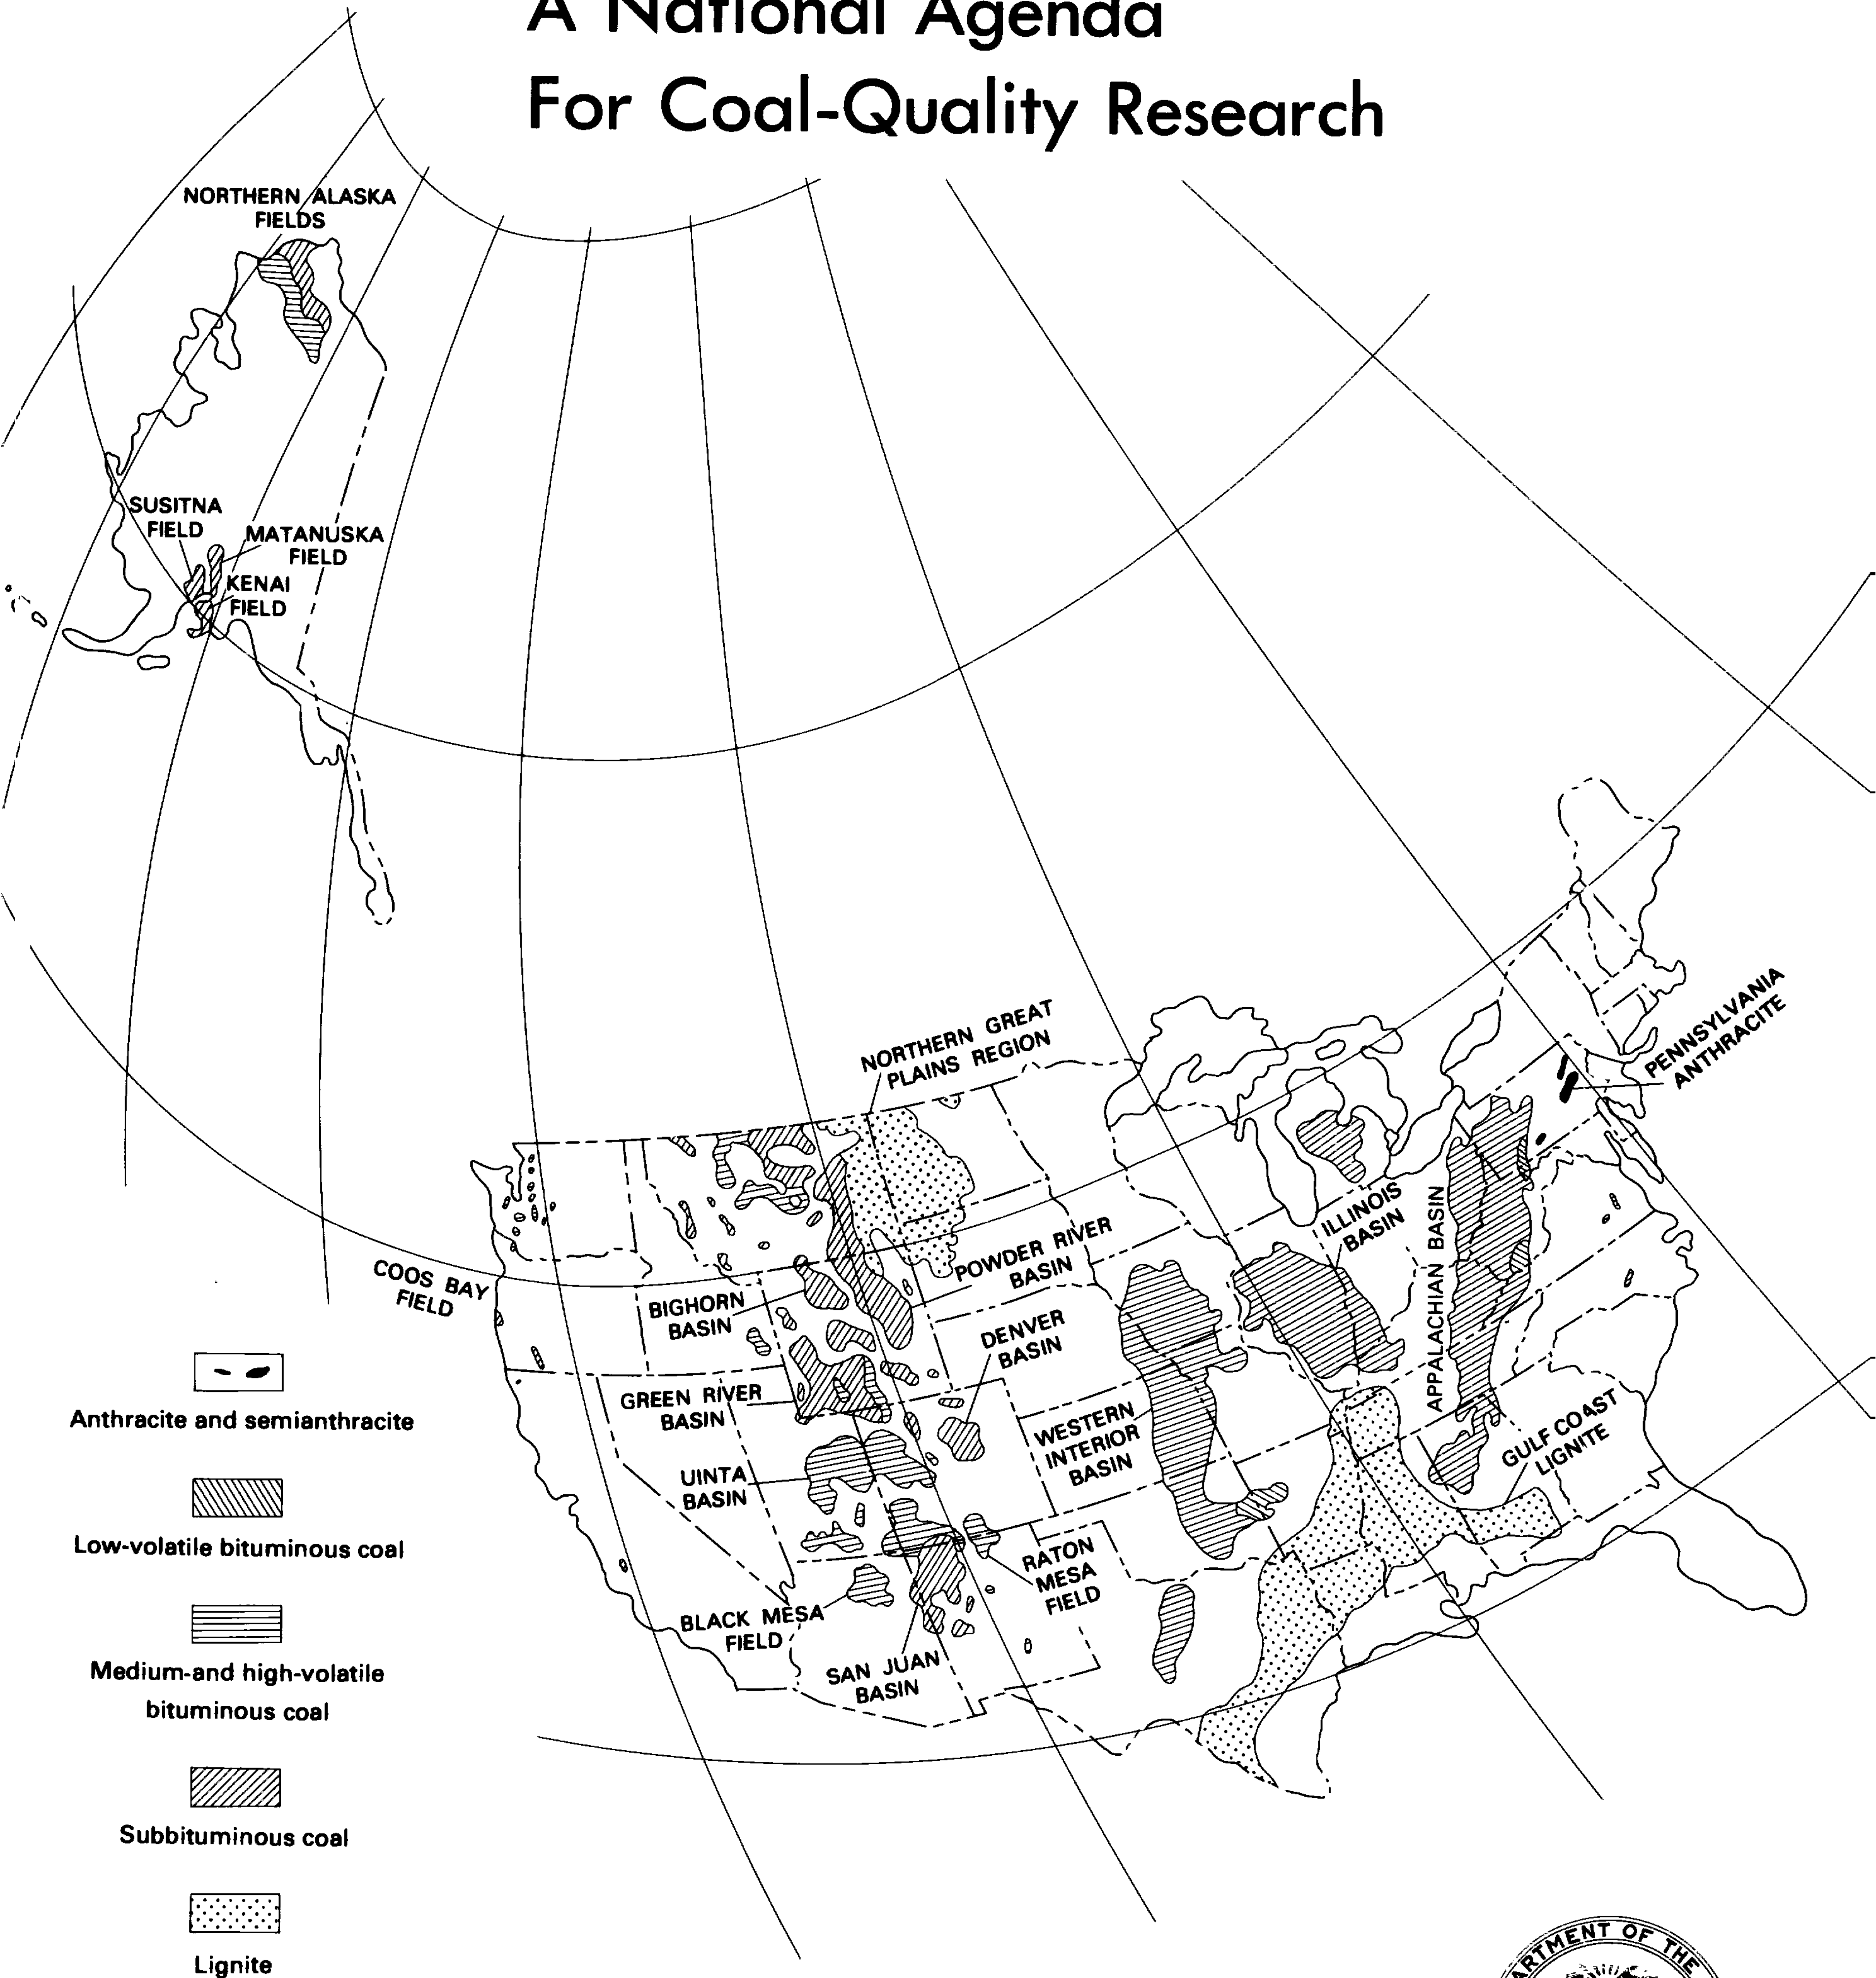 A National Agenda
For Coal-Quality Research
NORTHERN ALASKA
FIELDS
SUSITNA
FIELD
MATANUSKA
FIELD
KENAI
FIELD
NORTHERN GREAT
PLAINS REGION
PENNSYLVANIA
ANTHRACITE
COOS BAY
FIELD
BIGHORN
BASIN
POWDER RIVER
BASIN
ILLINOIS
BASIN
APPALACHIAN BASIN
DENVER
BASIN
GREEN RIVER
BASIN
WESTERN
INTERIOR
BASIN
GULF COAST
LIGNITE
UINTA
BASIN
RATON
MESA
FIELD
BLACK MESA
FIELD
SAN JUAN
BASIN
Anthracite and semianthracite
Low-volatile bituminous coal
Medium-and high-volatile
bituminous coal
Subbituminous coal
Lignite
ARTMENT OF THE